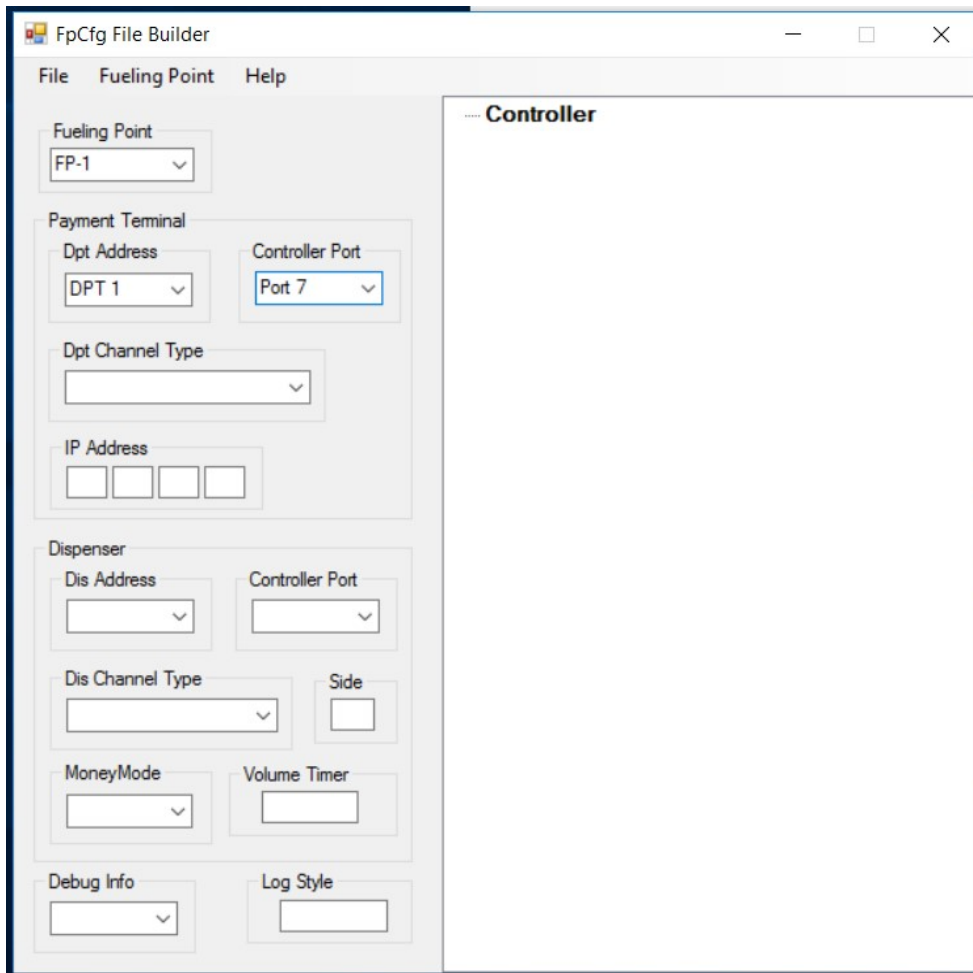 FpCfg File Builder
File Fueling Point Help
Controller
Fueling Point
FP-1
Payment Terminal
Dpt Address Controller Port
DPT 1 Port 7
Dpt Channel Type
IP Address
Dispenser
Dis Address Controller Port
Dis Channel Type Side
MoneyMode Volume Timer
Debug Info Log Style